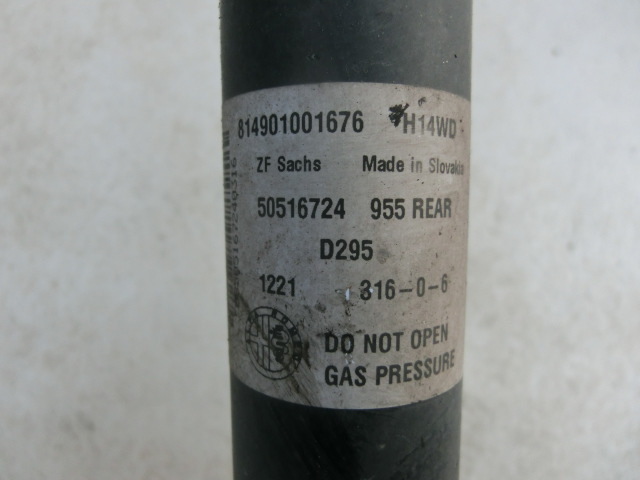 814901001676 H14WD
ZF Sachs Made in Slovakia
50516724 955 REAR
D295
1221 316-0-6
DO NOT OPEN
GAS PRESSURE